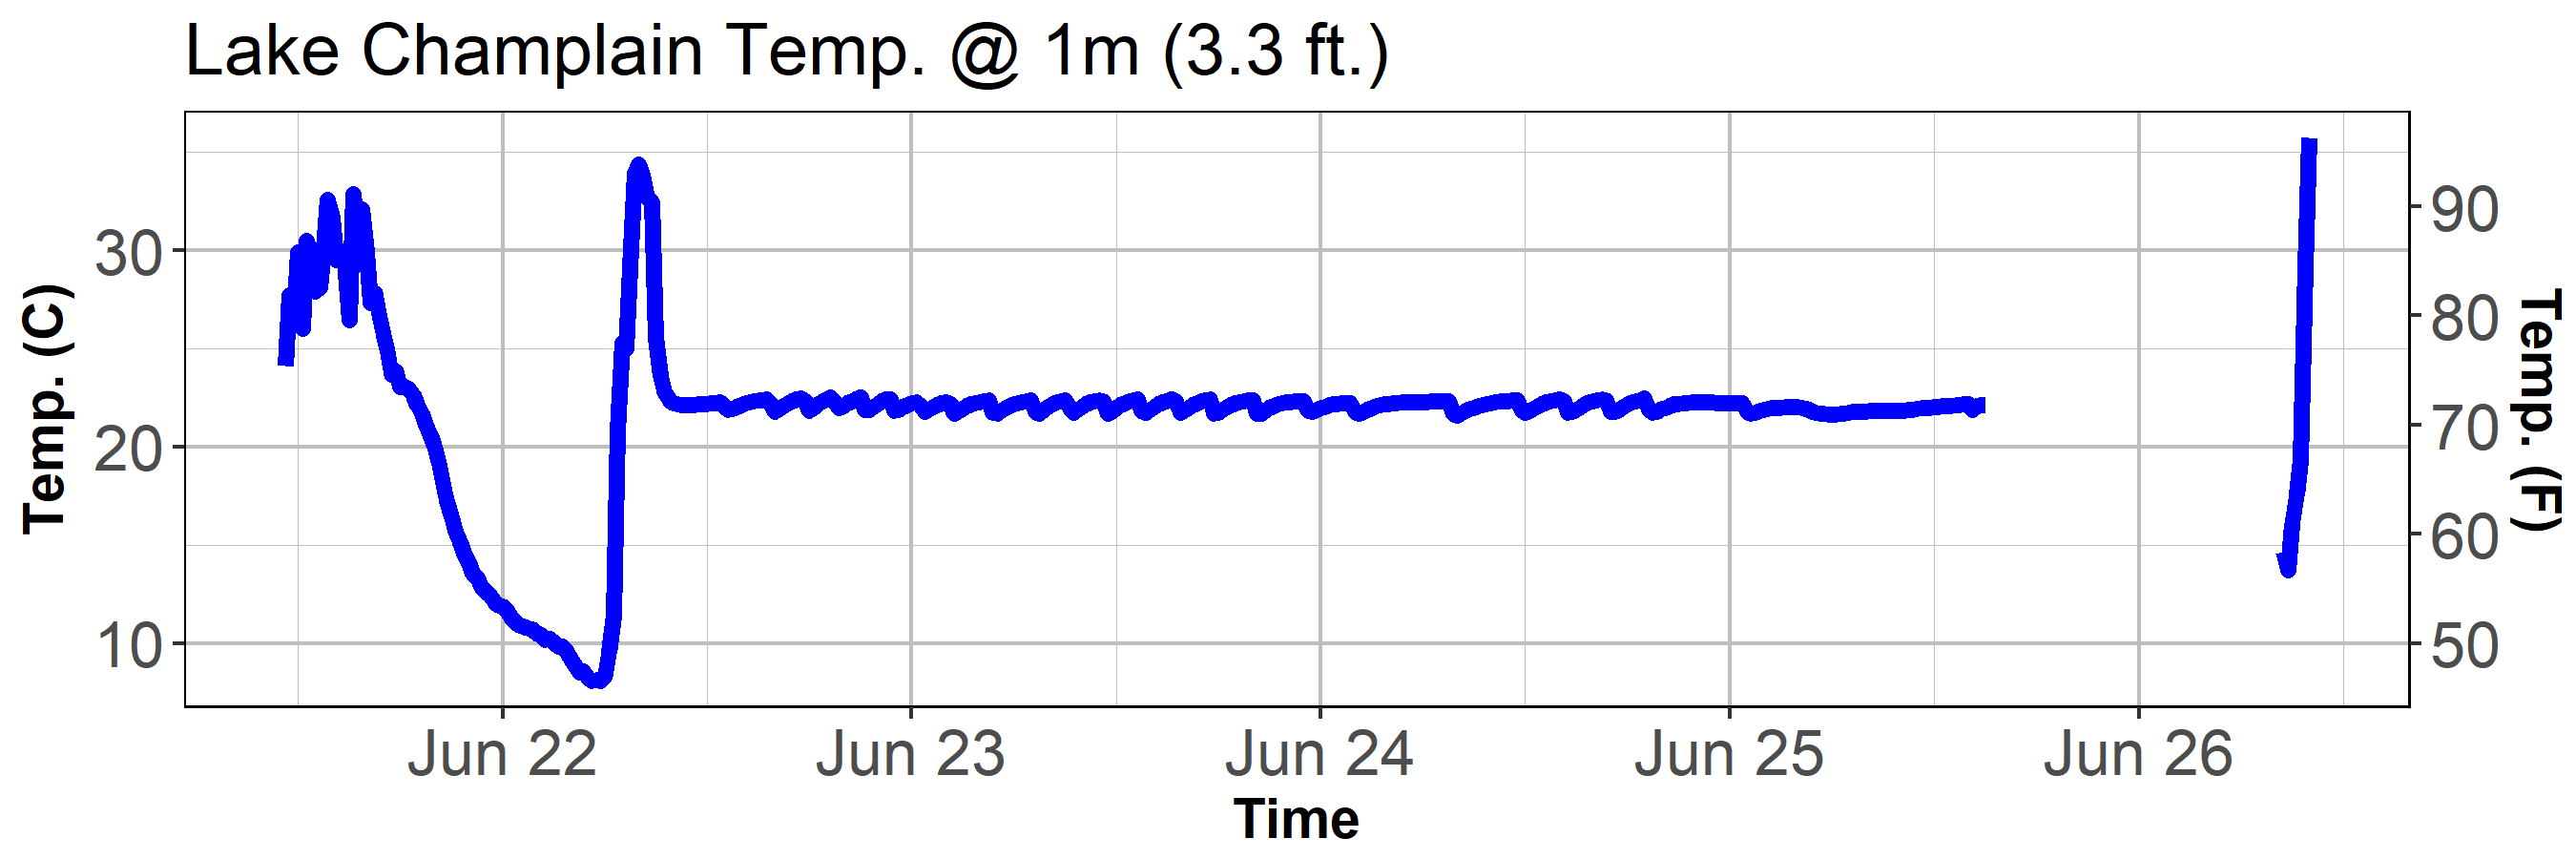 Lake Champlain Temp. @ 1m (3.3 ft.)
Temp. (C)
30
20
10
90
80
70
60
50
Temp. (F)
Jun 22 Jun 23 Jun 24 Jun 25 Jun 26
Time